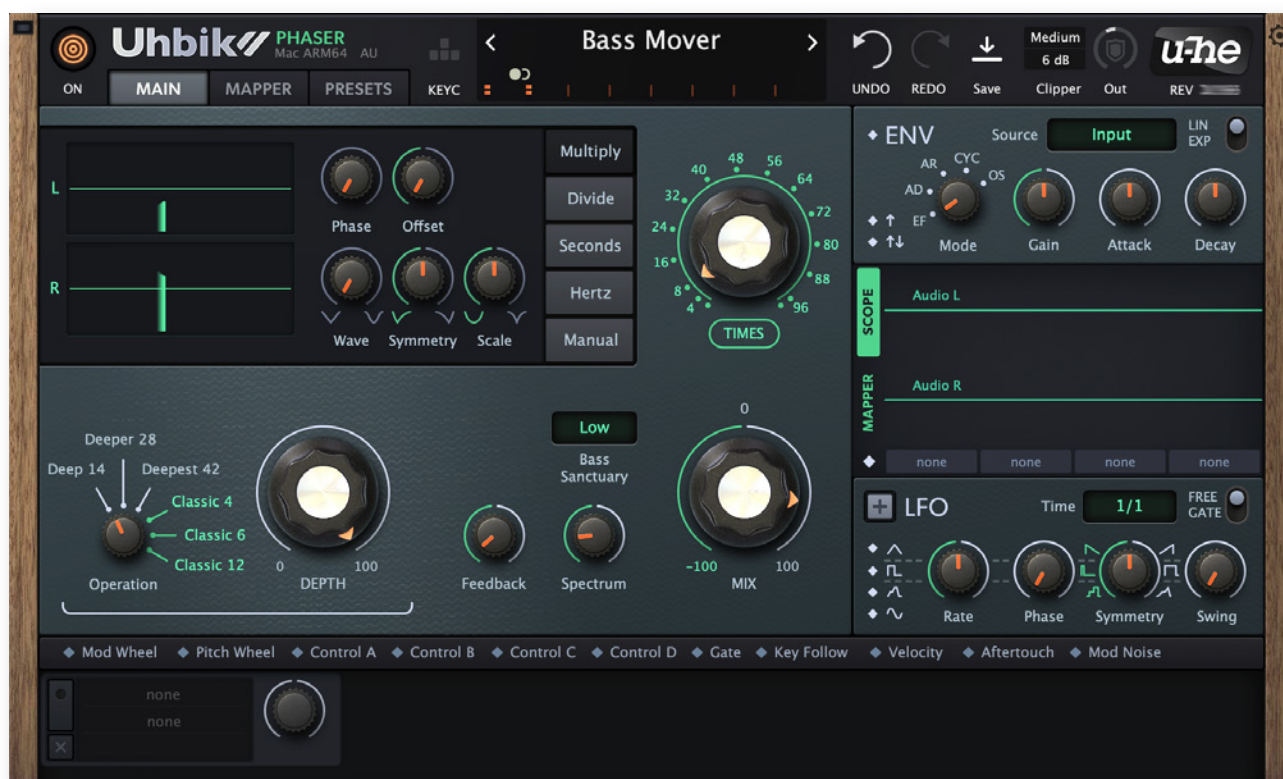 Uhbik PHASER
Mac ARM64 AU
Bass Mover
Medium
6 dB
u-he
ON MAIN MAPPER PRESETS KEYC
UNDO REDO Save Clipper Out REV
L
R
Phase Offset
Wave Symmetry Scale
Multiply
Divide
Seconds
Hertz
Manual
4 8 16 24 32 40 48 56 64 72 80 88 96
TIMES
ENV Source Input LIN
EXP
EF AD AR CYC OS
Mode Gain Attack Decay
SCOPE
MAPPER
Audio L
Audio R
none none none none
Deep 14
Deeper 28
Deepest 42
Classic 4
Classic 6
Classic 12
Operation
0 100
DEPTH
Low
Bass
Sanctuary
Feedback Spectrum
0
-100 100
MIX
LFO Time 1/1 FREE
GATE
Rate Phase Symmetry Swing
Mod Wheel Pitch Wheel Control A Control B Control C Control D Gate Key Follow Velocity Aftertouch Mod Noise
none
none